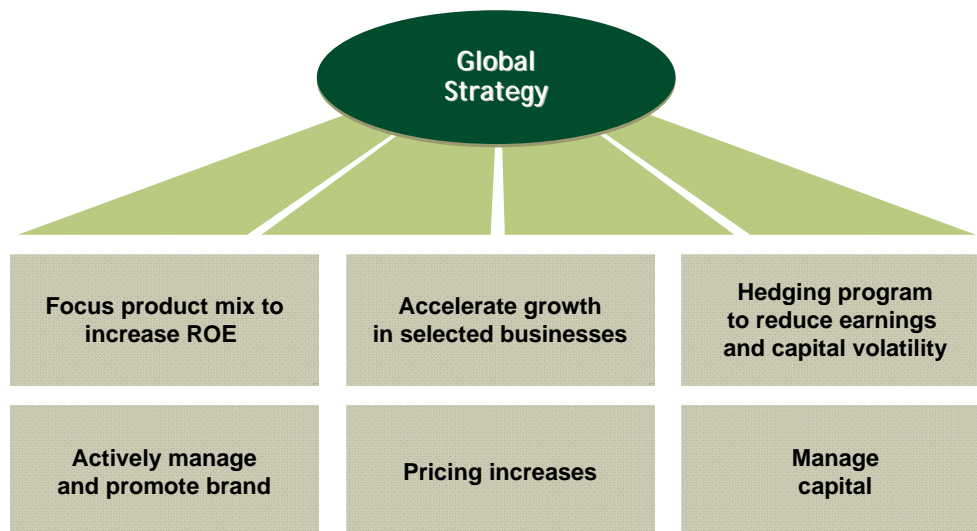 Global
Strategy
Focus product mix to
increase ROE
Accelerate growth
in selected businesses
Hedging program
to reduce earnings
and capital volatility
Actively manage
and promote brand
Pricing increases
Manage
capital